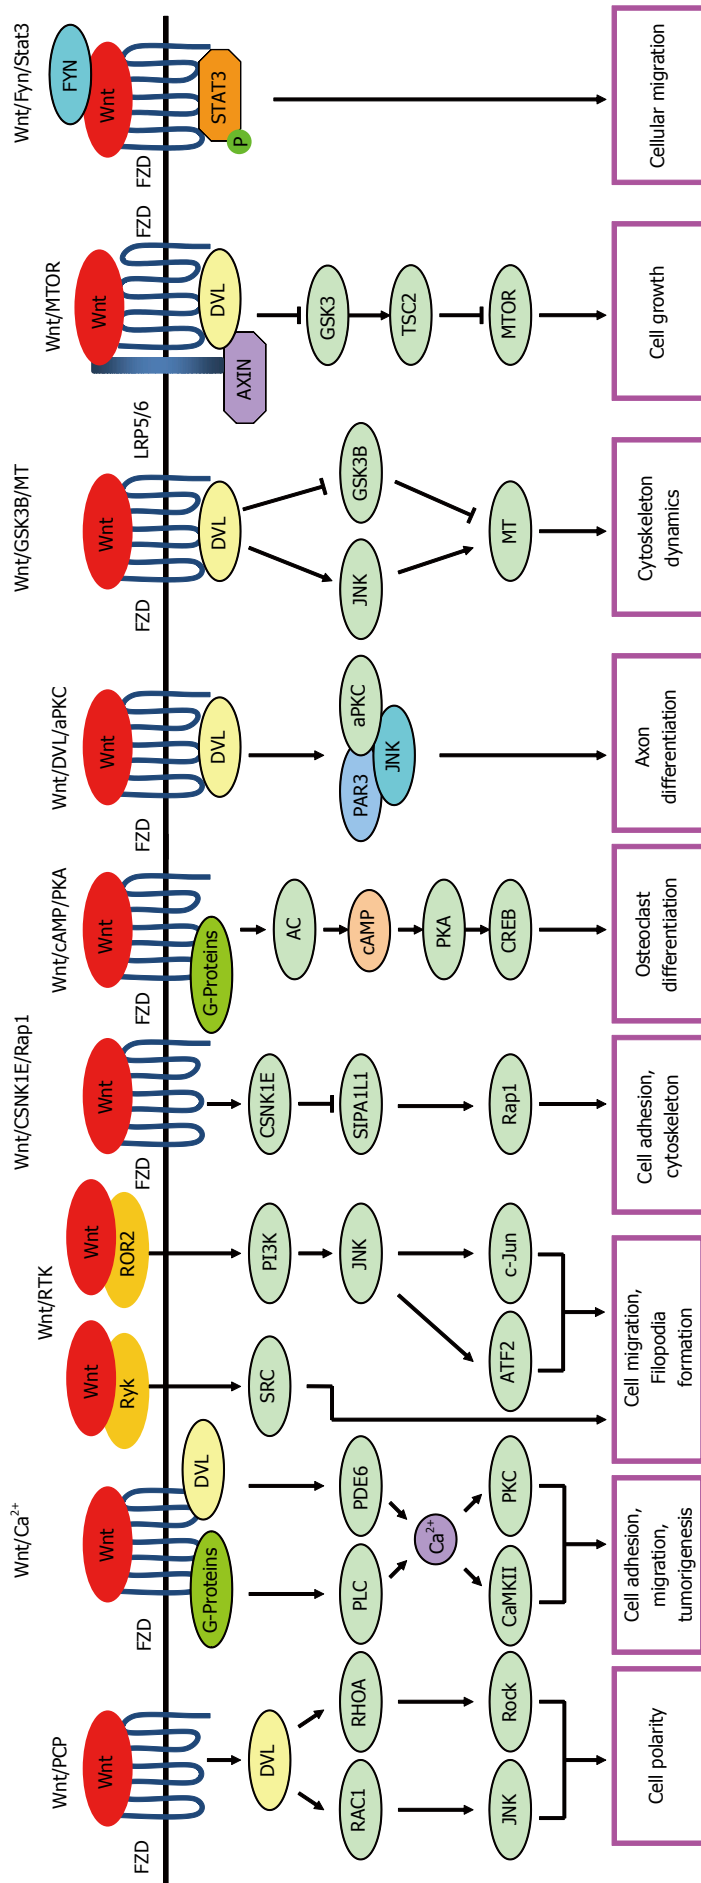 Wnt/PCP
Wnt
FZD
DVL
RAC1
RHOA
JNK
Rock
Cell polarity
Wnt/Ca²⁺
Wnt
FZD
G-Proteins
DVL
PLC
PDE6
Ca²⁺
CaMKII
PKC
Cell adhesion,
migration,
tumorigenesis
Wnt/RTK
Wnt
Ryk
Wnt
ROR2
SRC
PI3K
JNK
ATF2
c-Jun
Cell migration,
Filopodia
formation
Wnt/CSNK1E/Rap1
Wnt
FZD
CSNK1E
SIPA1L1
Rap1
Cell adhesion,
cytoskeleton
Wnt/cAMP/PKA
Wnt
FZD
G-Proteins
AC
cAMP
PKA
CREB
Osteoclast
differentiation
Wnt/DVL/aPKC
Wnt
FZD
DVL
PAR3
aPKC
JNK
Axon
differentiation
Wnt/GSK3B/MT
Wnt
FZD
DVL
JNK
GSK3B
MT
Cytoskeleton
dynamics
Wnt/MTOR
Wnt
LRP5/6
FZD
DVL
AXIN
GSK3
TSC2
MTOR
Cell growth
Wnt/Fyn/Stat3
FYN
Wnt
FZD
STAT3
P
Cellular migration